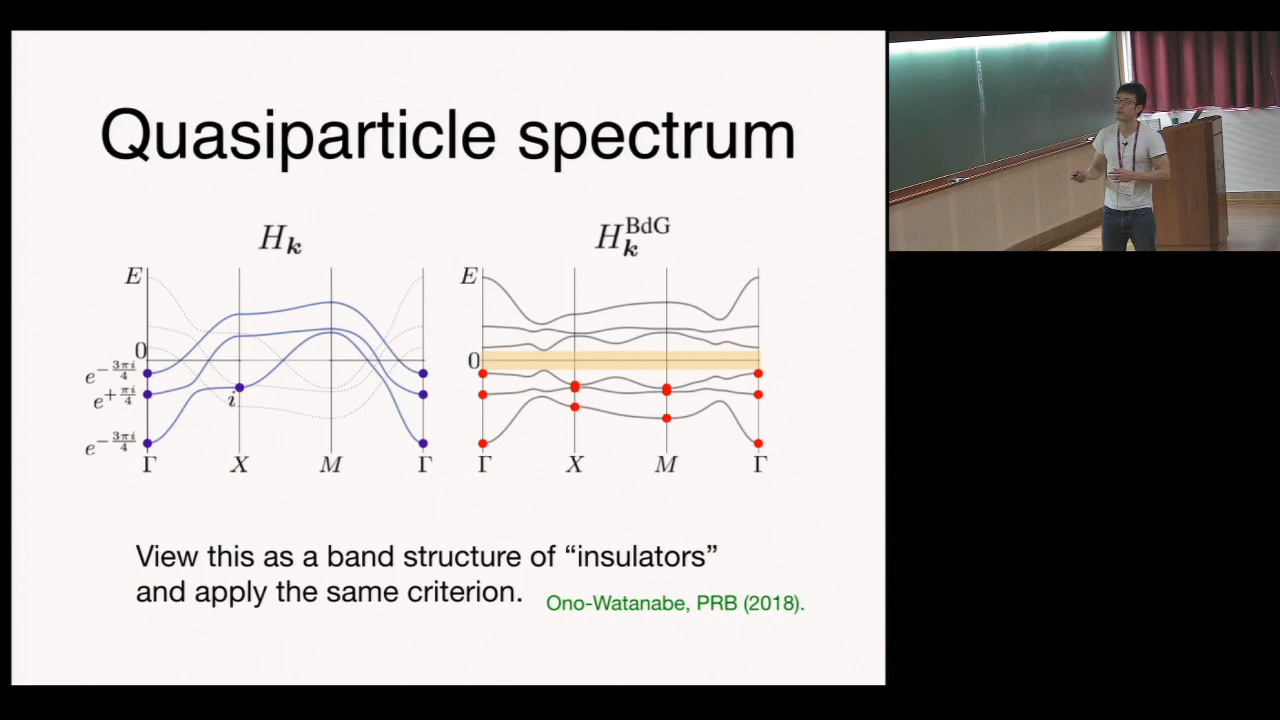 Quasiparticle spectrum
H_k
H_k^BdG
E
0
e^{-3πi/4}
e^{+πi/4}
e^{-3πi/4}
i
Γ X M Γ
E
0
Γ X M Γ
View this as a band structure of “insulators”
and apply the same criterion.
Ono-Watanabe, PRB (2018).